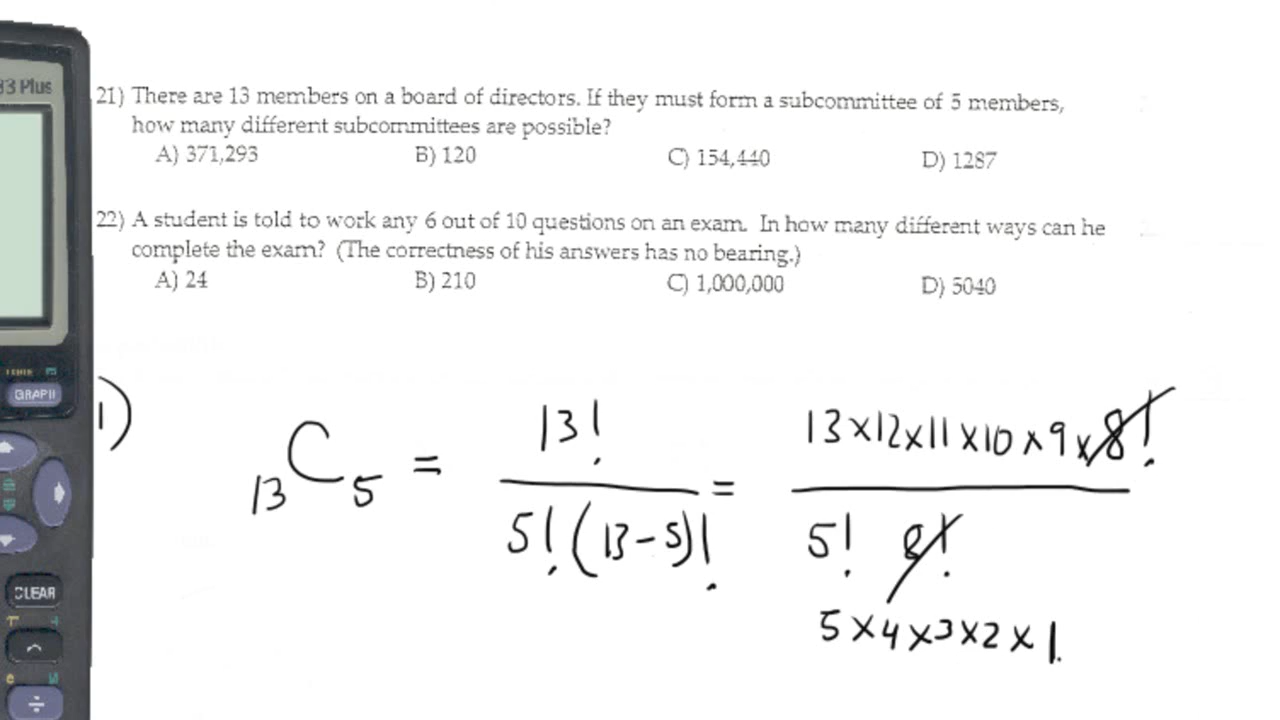 83 Plus
21) There are 13 members on a board of directors. If they must form a subcommittee of 5 members,
how many different subcommittees are possible?
A) 371,293 B) 120 C) 154,440 D) 1287
22) A student is told to work any 6 out of 10 questions on an exam. In how many different ways can he
complete the exam? (The correctness of his answers has no bearing.)
A) 24 B) 210 C) 1,000,000 D) 5040
GRAPH
1)
13C5 = 13! / 5!(13-5)! = 13×12×11×10×9×8! / 5! 8!
5×4×3×2×1
CLEAR
^
÷